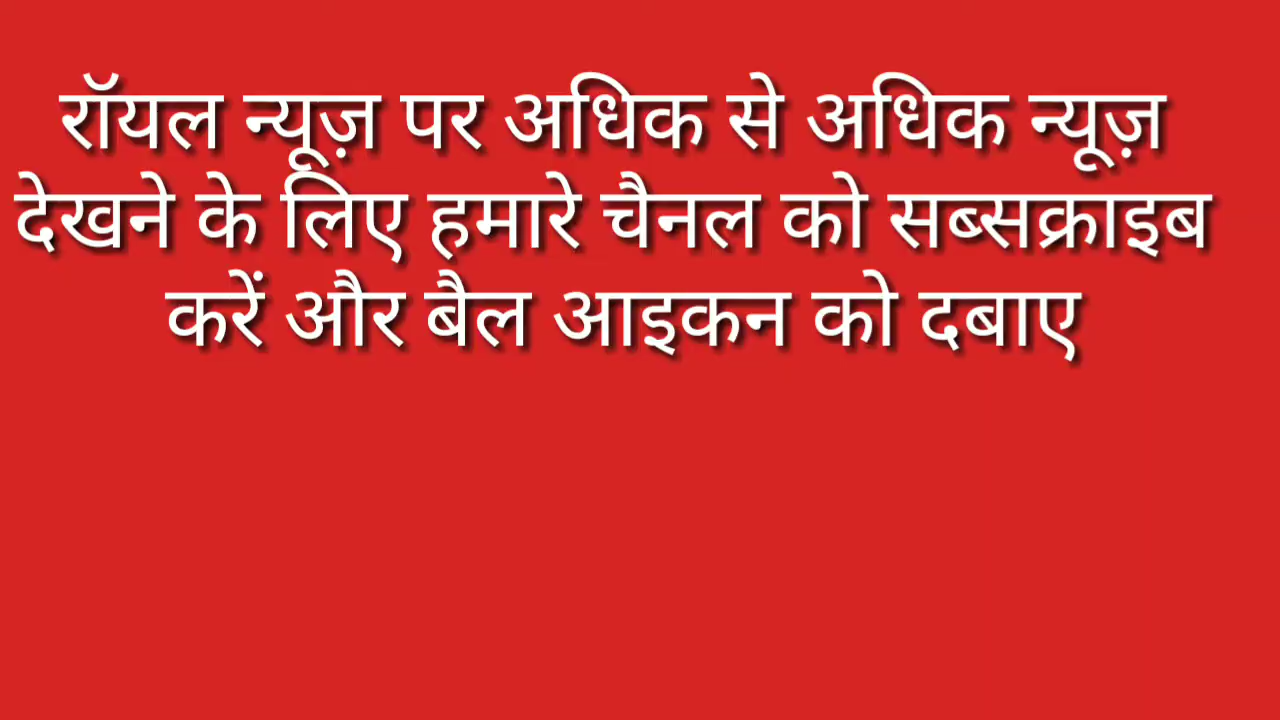 रॉयल न्यूज़ पर अधिक से अधिक न्यूज़
देखने के लिए हमारे चैनल को सब्सक्राइब
करें और बैल आइकन को दबाए